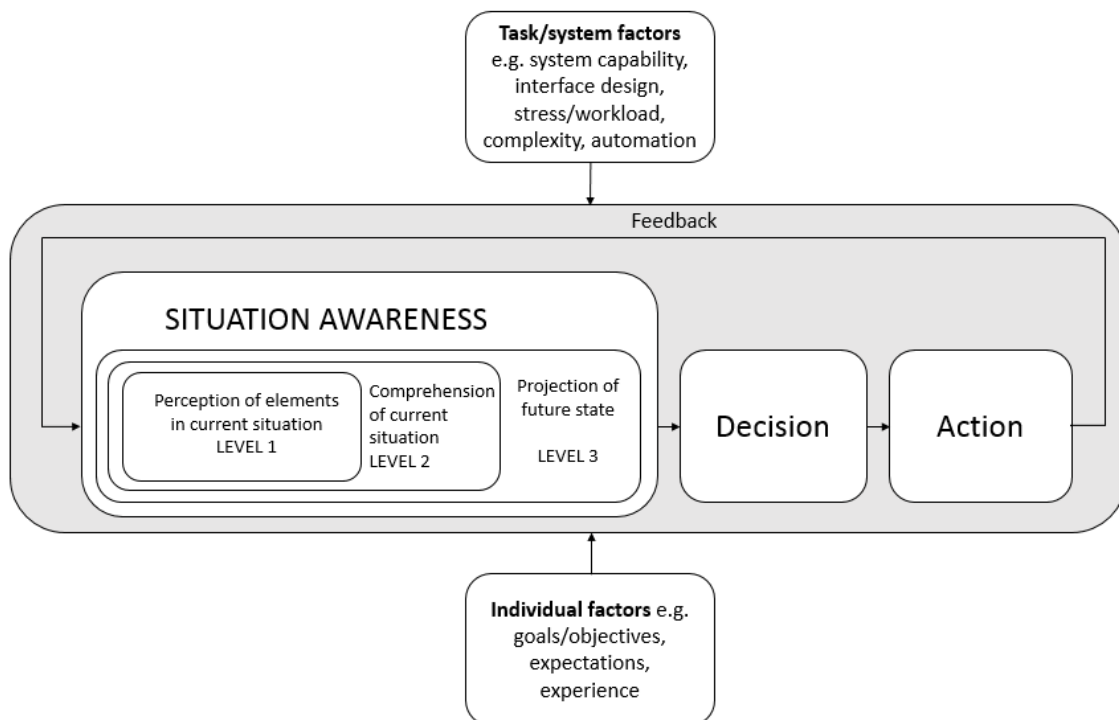 Task/system factors
e.g. system capability,
interface design,
stress/workload,
complexity, automation
Feedback
SITUATION AWARENESS
Perception of elements
in current situation
LEVEL 1
Comprehension
of current
situation
LEVEL 2
Projection of
future state
LEVEL 3
Decision
Action
Individual factors e.g.
goals/objectives,
expectations,
experience